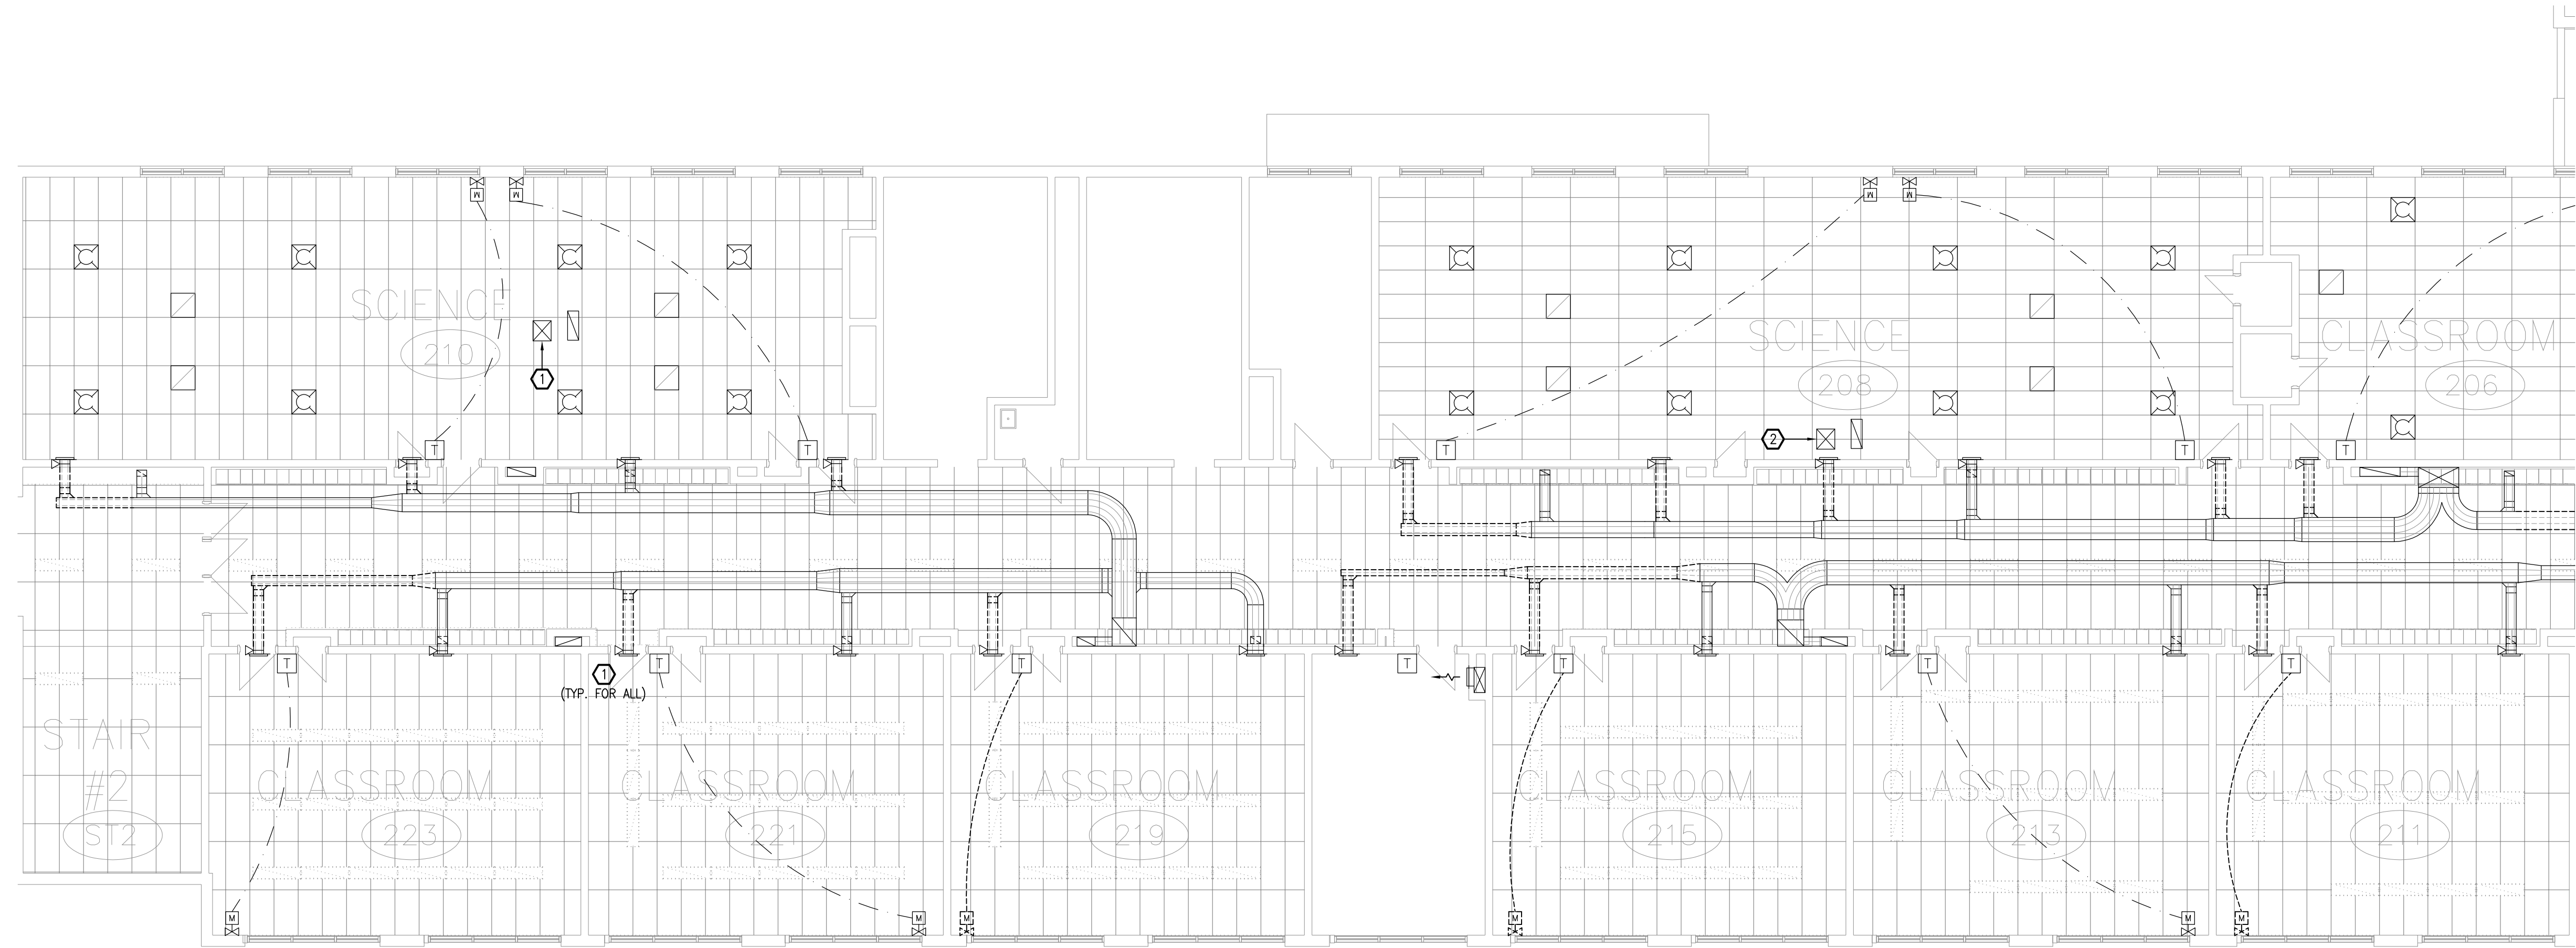 M M
SCIENCE
210
1
T T
SCIENCE
208
2
T T
M M
CLASSROOM
206
T
STAIR
#2
ST2
T
CLASSROOM
223
M
1
(TYP. FOR ALL)
T
CLASSROOM
221
M
T
CLASSROOM
219
M
T
T
CLASSROOM
215
M
T
CLASSROOM
213
M
T
CLASSROOM
211
M